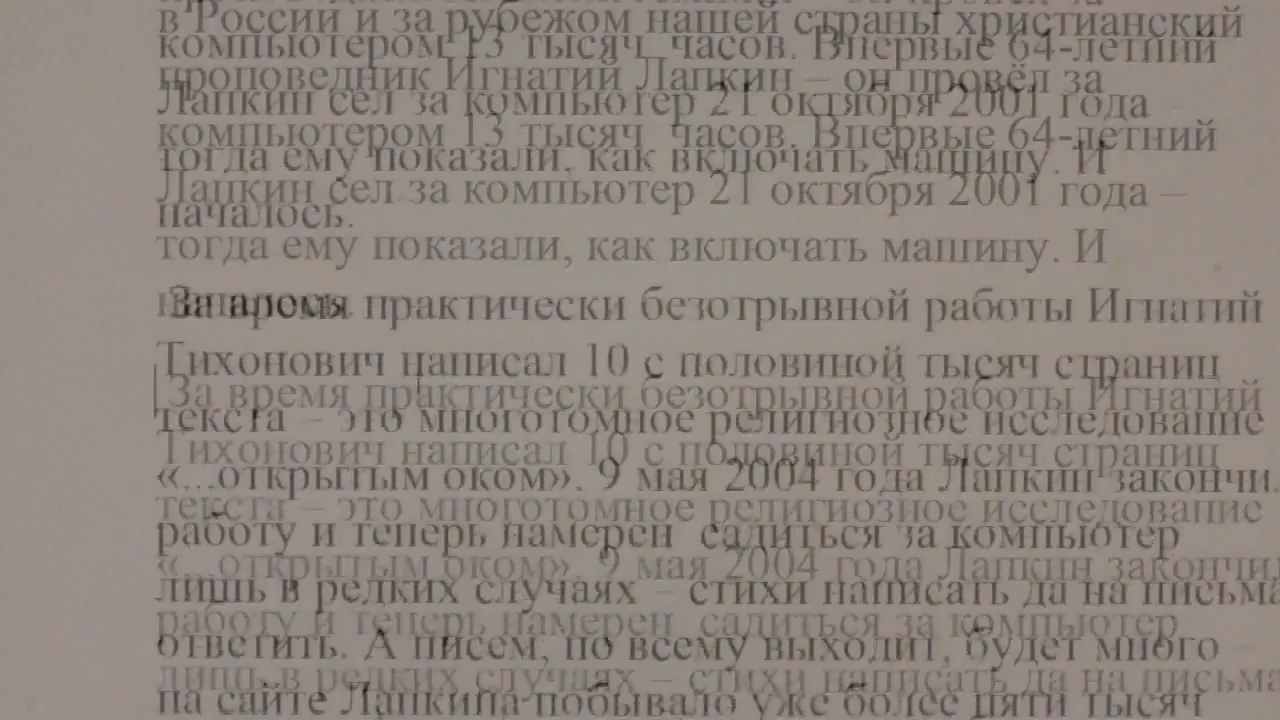 в России и за рубежом нашей страны христианский
компьютером 13 тысяч часов. Впервые 64-летний
проповедник Игнатий Лапкин – он провёл за
Лапкин сел за компьютер 21 октября 2001 года –
компьютером 13 тысяч часов. Впервые 64-летний
тогда ему показали, как включать машину. И
Лапкин сел за компьютер 21 октября 2001 года –
началось.
тогда ему показали, как включать машину. И
началось.
За время практически безотрывной работы Игнатий
Тихонович написал 10 с половиной тысяч страниц
За время практически безотрывной работы Игнатий
текста – это многотомное религиозное исследование
Тихонович написал 10 с половиной тысяч страниц
«...открытым оком». 9 мая 2004 года Лапкин закончи
текста – это многотомное религиозное исследование
работу и теперь намерен садиться за компьютер
«...открытым оком». 9 мая 2004 года Лапкин закончи
лишь в редких случаях – стихи написать да на письма
работу и теперь намерен садиться за компьютер
ответить. А писем, по всему выходит, будет много –
лишь в редких случаях – стихи написать да на письма
на сайте Лапкина побывало уже более пяти тысяч